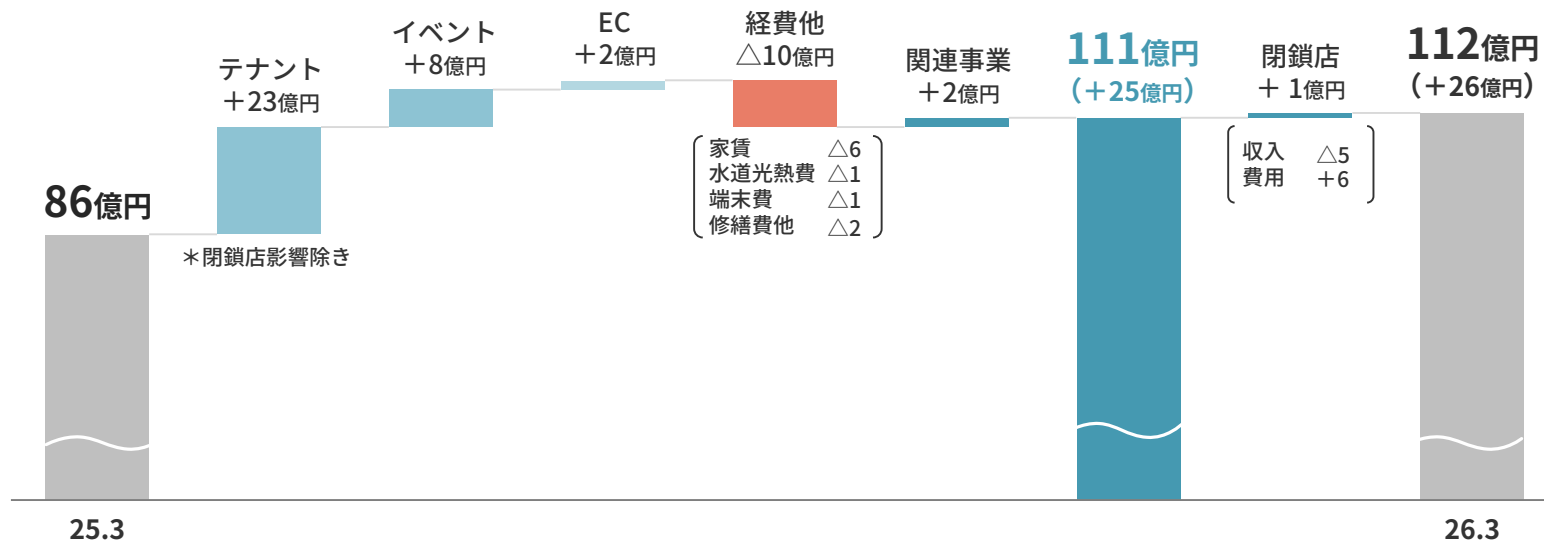 86億円
テナント
＋23億円
＊閉鎖店影響除き
イベント
＋8億円
EC
＋2億円
経費他
△10億円
家賃 △6
水道光熱費 △1
端末費 △1
修繕費他 △2
関連事業
＋2億円
111億円
（＋25億円）
閉鎖店
＋ 1億円
収入 △5
費用 ＋6
112億円
（＋26億円）
25.3
26.3